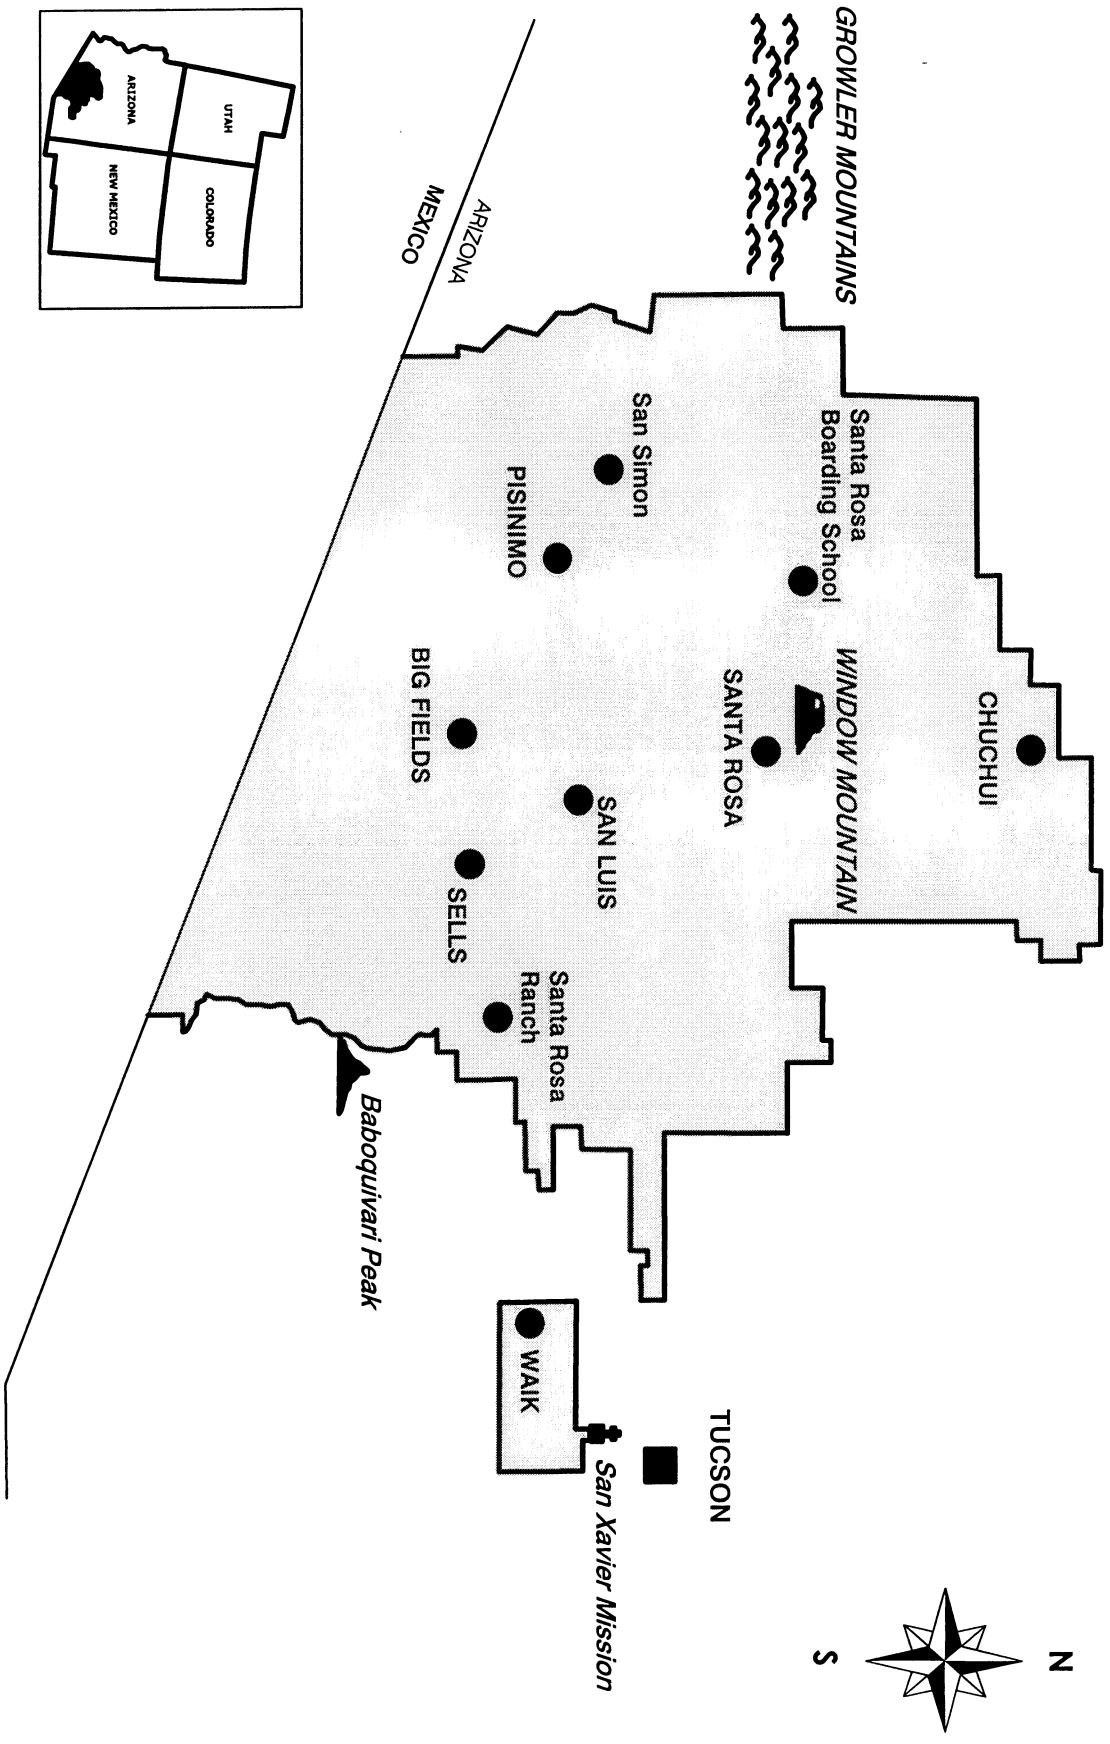 GROWLER MOUNTAINS
Santa Rosa
Boarding School
WINDOW MOUNTAIN
CHUCHUI
SANTA ROSA
San Simon
PISINIMO
BIG FIELDS
SAN LUIS
SELLS
Santa Rosa
Ranch
Baboquivari Peak
WAIK
TUCSON
San Xavier Mission
N
S
ARIZONA
MEXICO
UTAH
COLORADO
ARIZONA
NEW MEXICO